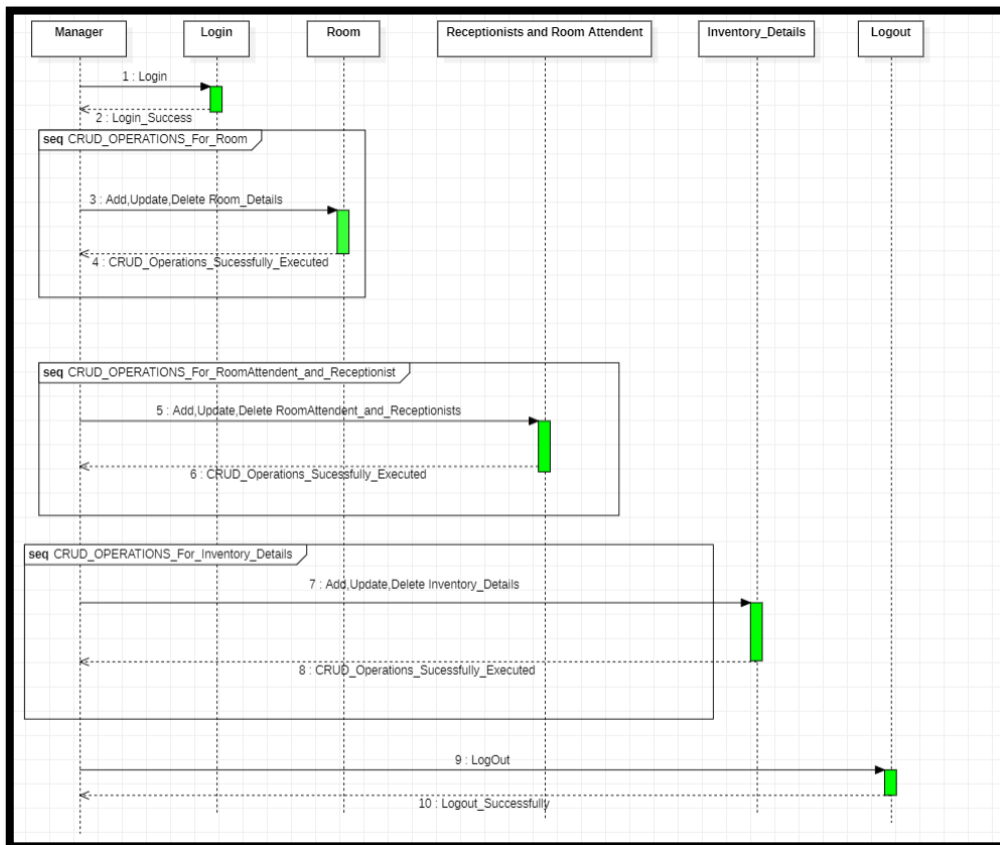 Manager
Login
Room
Receptionists and Room Attendent
Inventory_Details
Logout
1 : Login
2 : Login_Success
seq CRUD_OPERATIONS_For_Room
3 : Add,Update,Delete Room_Details
4 : CRUD_Operations_Sucessfully_Executed
seq CRUD_OPERATIONS_For_RoomAttendent_and_Receptionist
5 : Add,Update,Delete RoomAttendent_and_Receptionists
6 : CRUD_Operations_Sucessfully_Executed
seq CRUD_OPERATIONS_For_Inventory_Details
7 : Add,Update,Delete Inventory_Details
8 : CRUD_Operations_Sucessfully_Executed
9 : LogOut
10 : Logout_Successfully